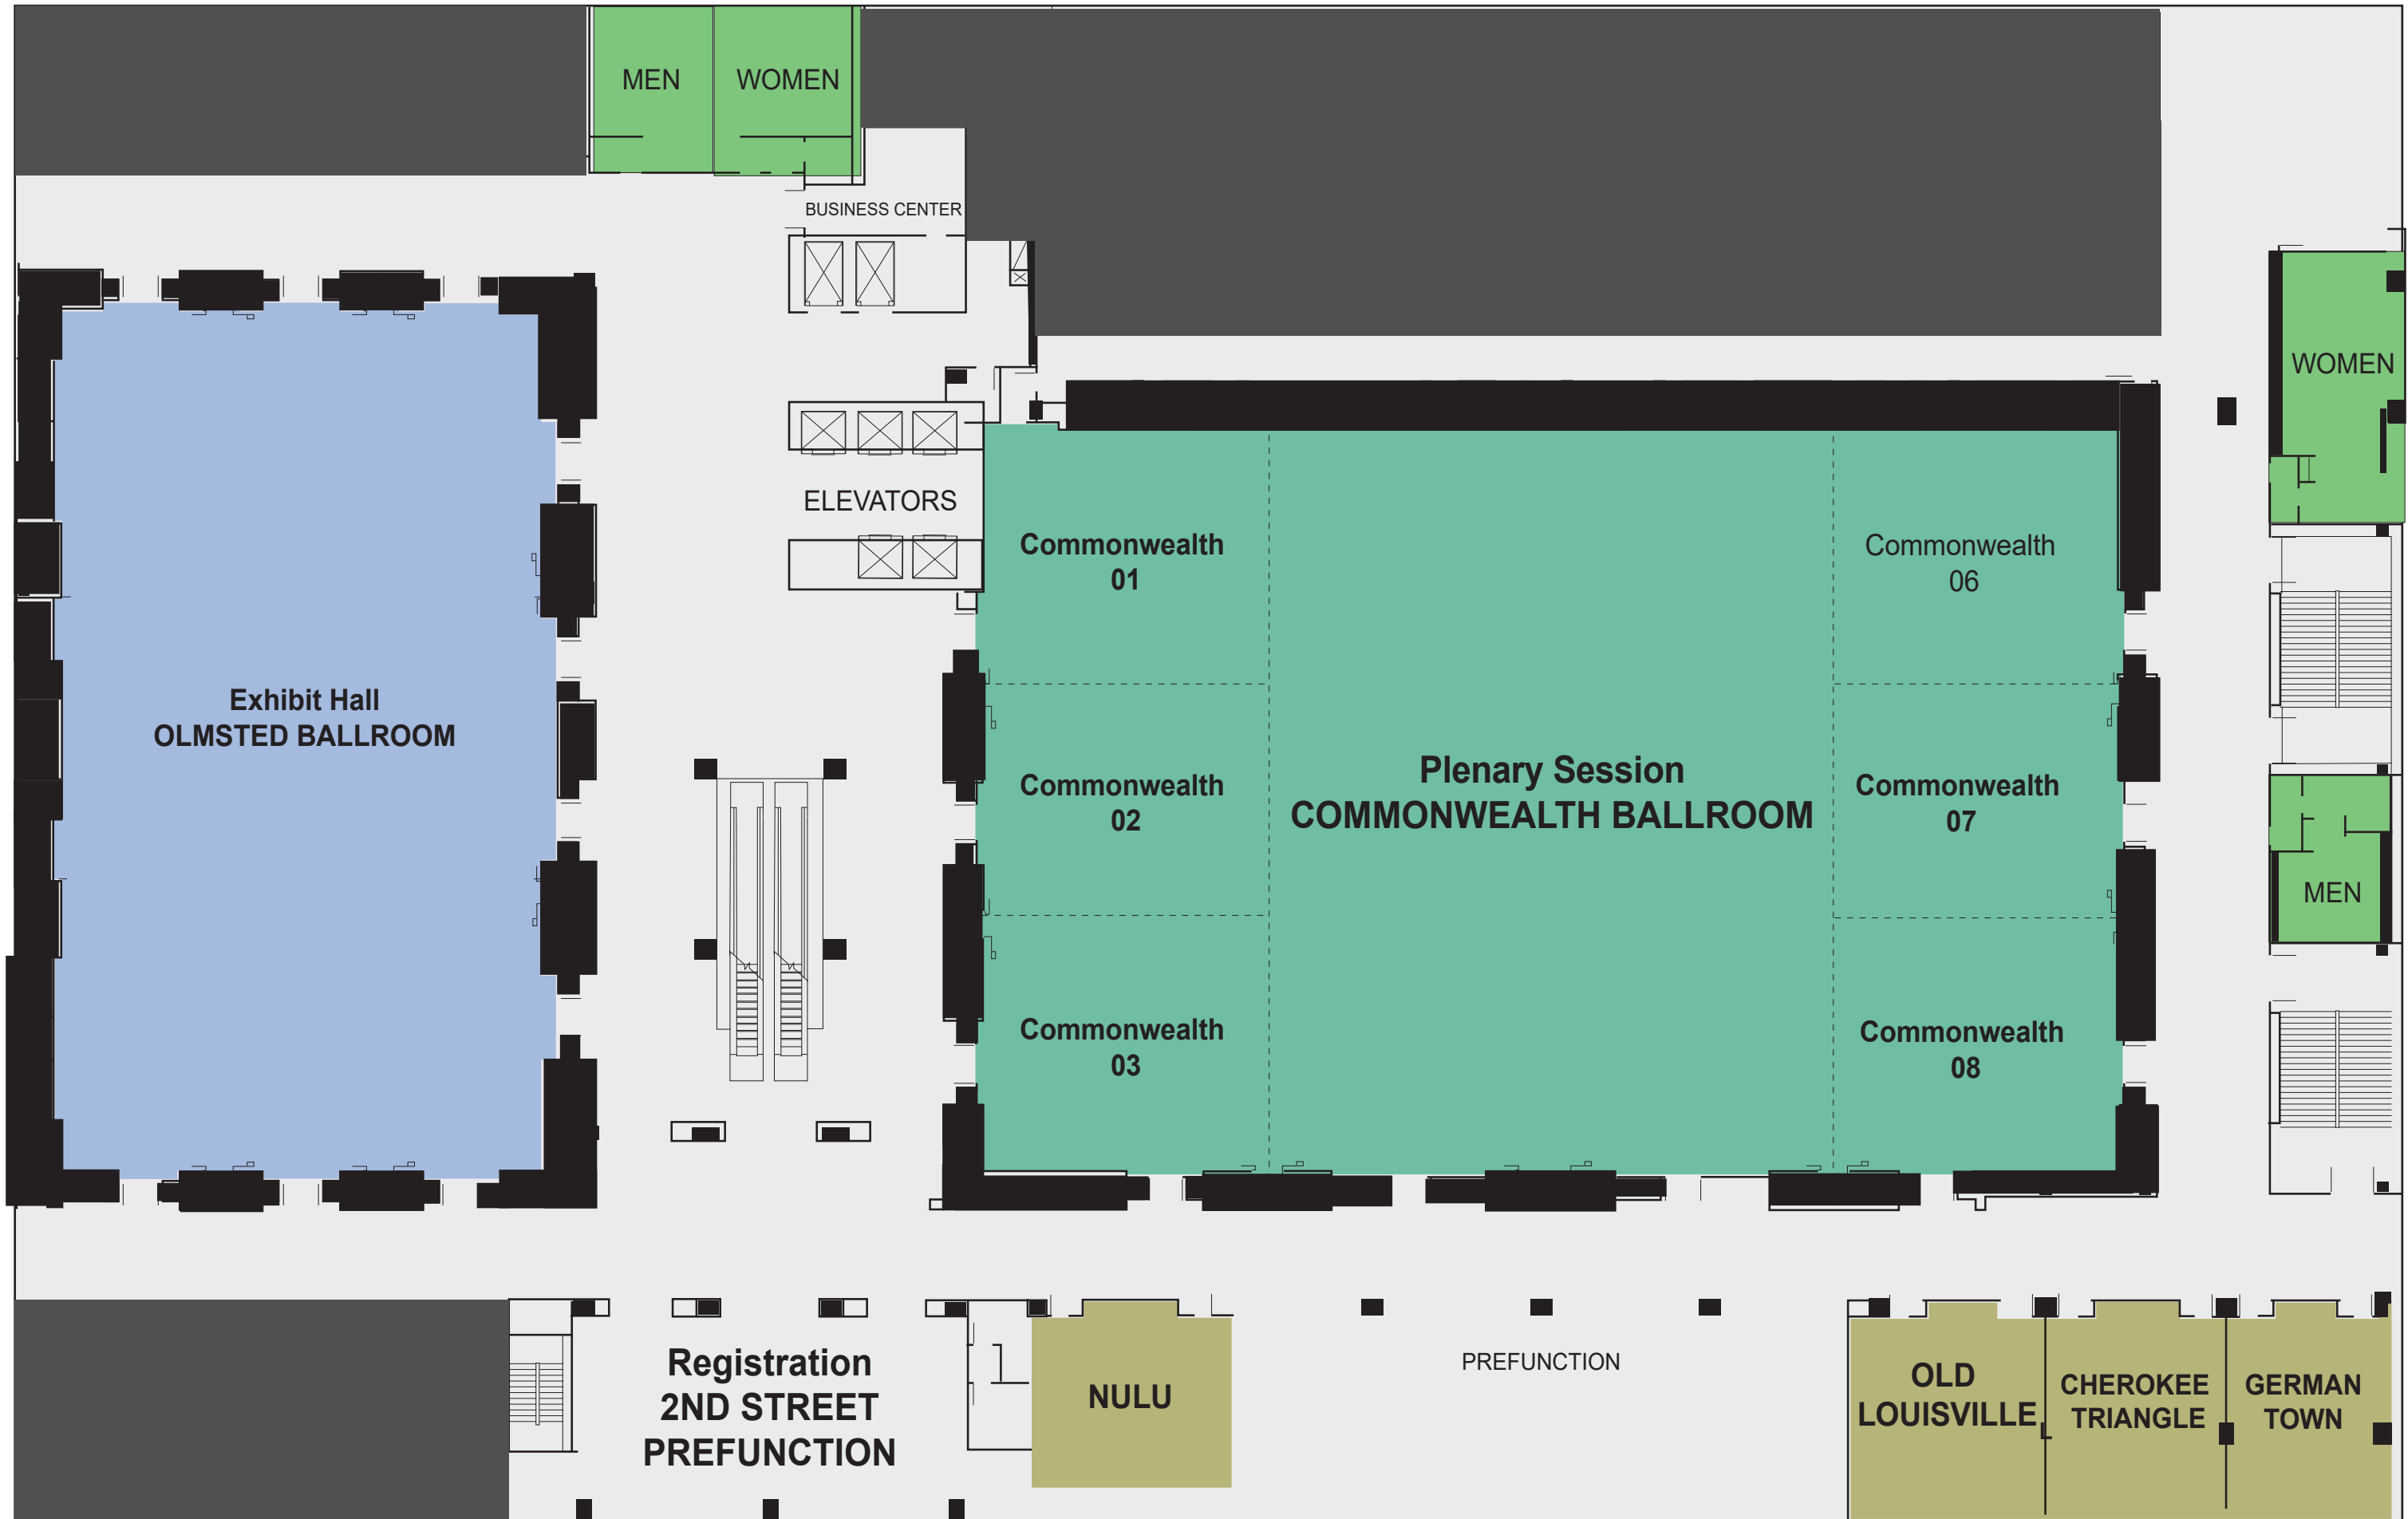 MEN
WOMEN
BUSINESS CENTER
WOMEN
ELEVATORS
Commonwealth
01
Commonwealth
06
Exhibit Hall
OLMSTED BALLROOM
Commonwealth
02
Plenary Session
COMMONWEALTH BALLROOM
Commonwealth
07
MEN
Commonwealth
03
Commonwealth
08
Registration
2ND STREET
PREFUNCTION
NULU
PREFUNCTION
OLD
LOUISVILLE
CHEROKEE
TRIANGLE
GERMAN
TOWN